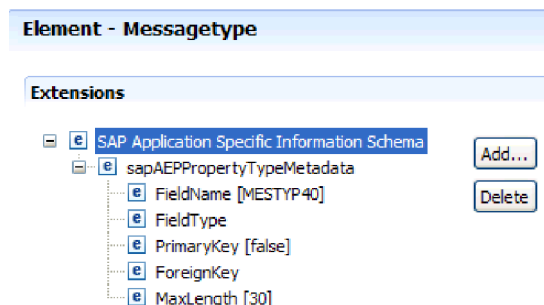 Element - Messagetype
Extensions
SAP Application Specific Information Schema
Add...
sapAEPPropertyTypeMetadata
Delete
FieldName [MESTYP40]
FieldType
PrimaryKey [false]
ForeignKey
MaxLength [30]